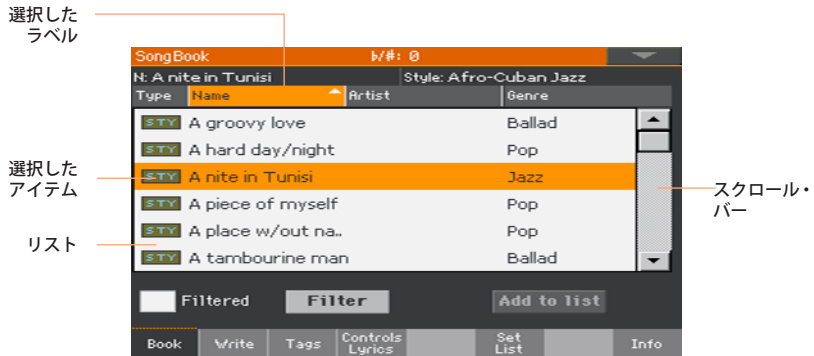 選択した
ラベル
SongBook ♭/#: 0
N: A nite in Tunisi Style: Afro-Cuban Jazz
Type Name Artist Genre
STY A groovy love Ballad
STY A hard day/night Pop
選択した
アイテム
STY A nite in Tunisi Jazz
スクロール・
バー
STY A piece of myself Pop
リスト
STY A place w/out na.. Pop
STY A tambourine man Ballad
Filtered Filter Add to list
Book Write Tags Controls Lyrics Set List Info